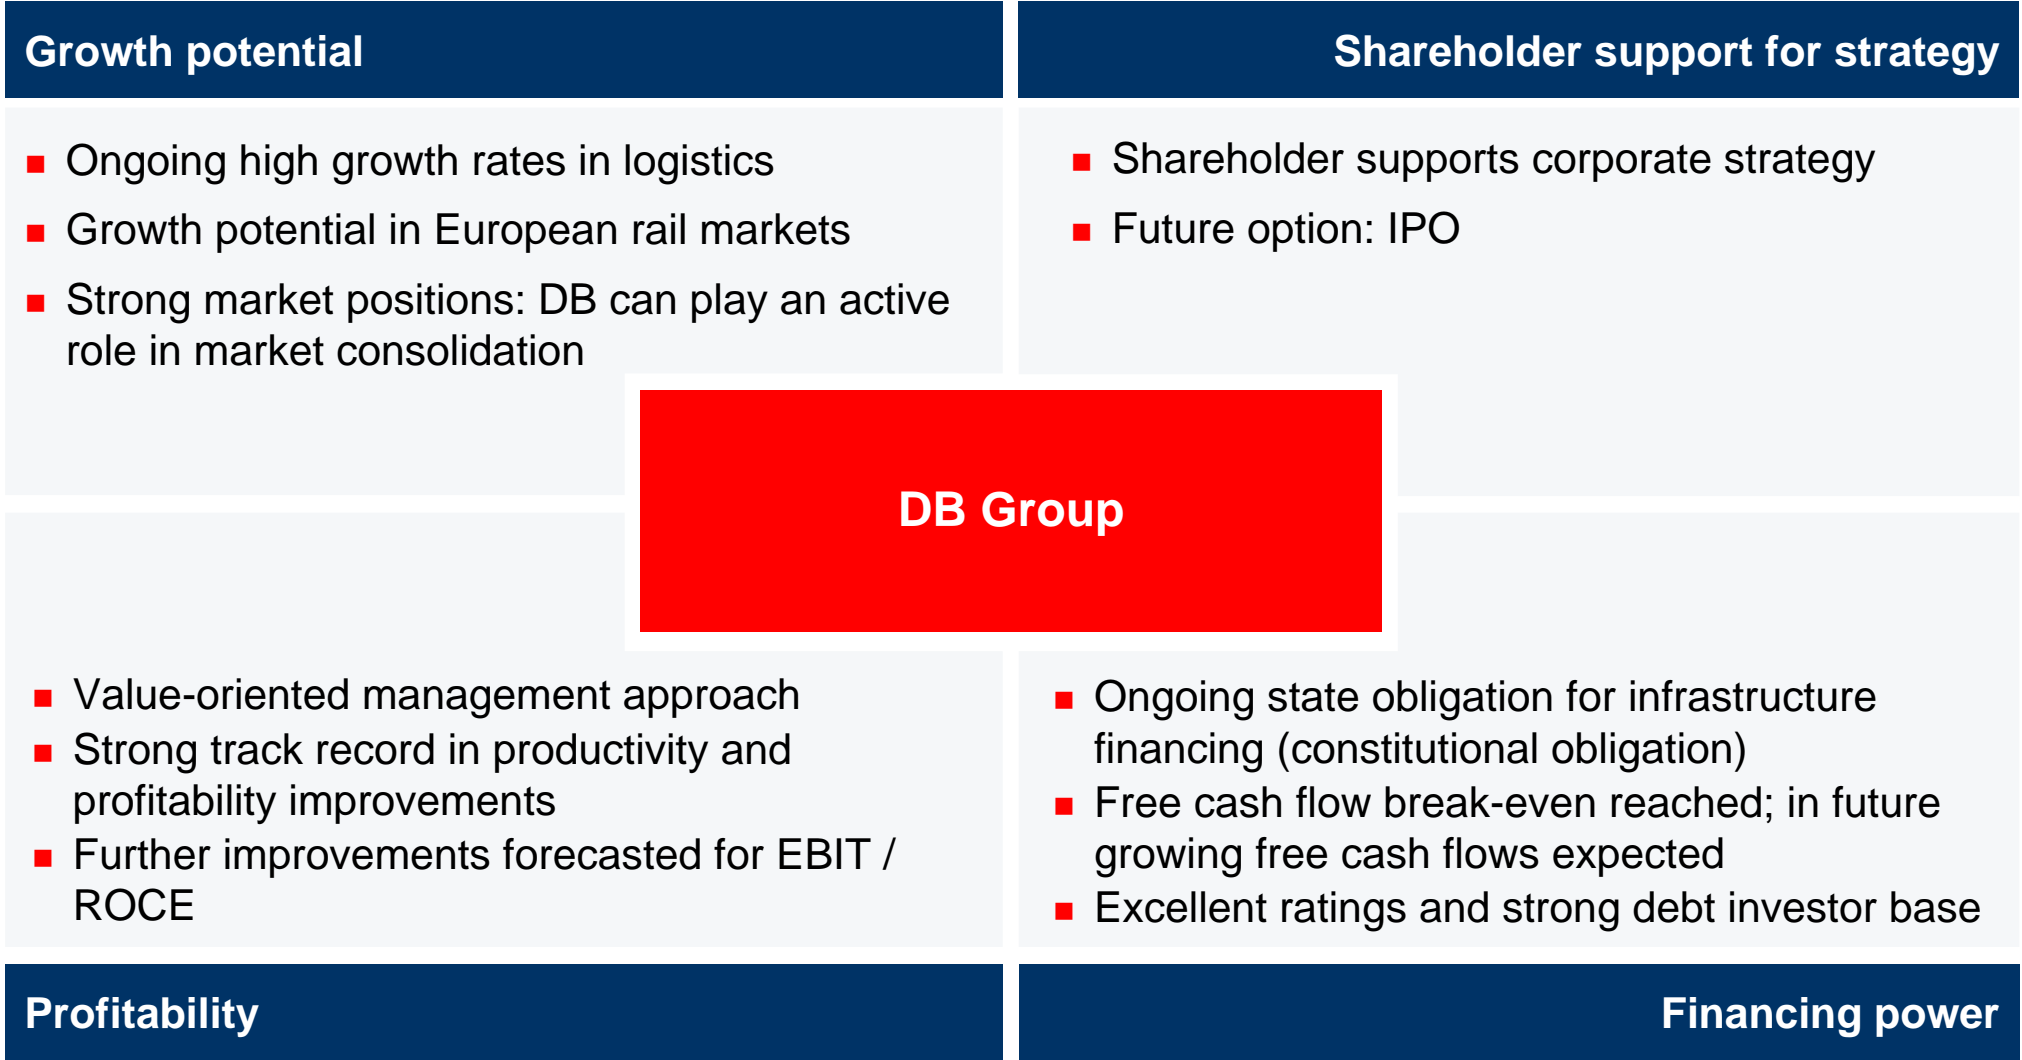 Growth potential
Ongoing high growth rates in logistics
Growth potential in European rail markets
Strong market positions: DB can play an active
role in market consolidation
Shareholder support for strategy
Shareholder supports corporate strategy
Future option: IPO
DB Group
Value-oriented management approach
Strong track record in productivity and
profitability improvements
Further improvements forecasted for EBIT /
ROCE
Profitability
Ongoing state obligation for infrastructure
financing (constitutional obligation)
Free cash flow break-even reached; in future
growing free cash flows expected
Excellent ratings and strong debt investor base
Financing power